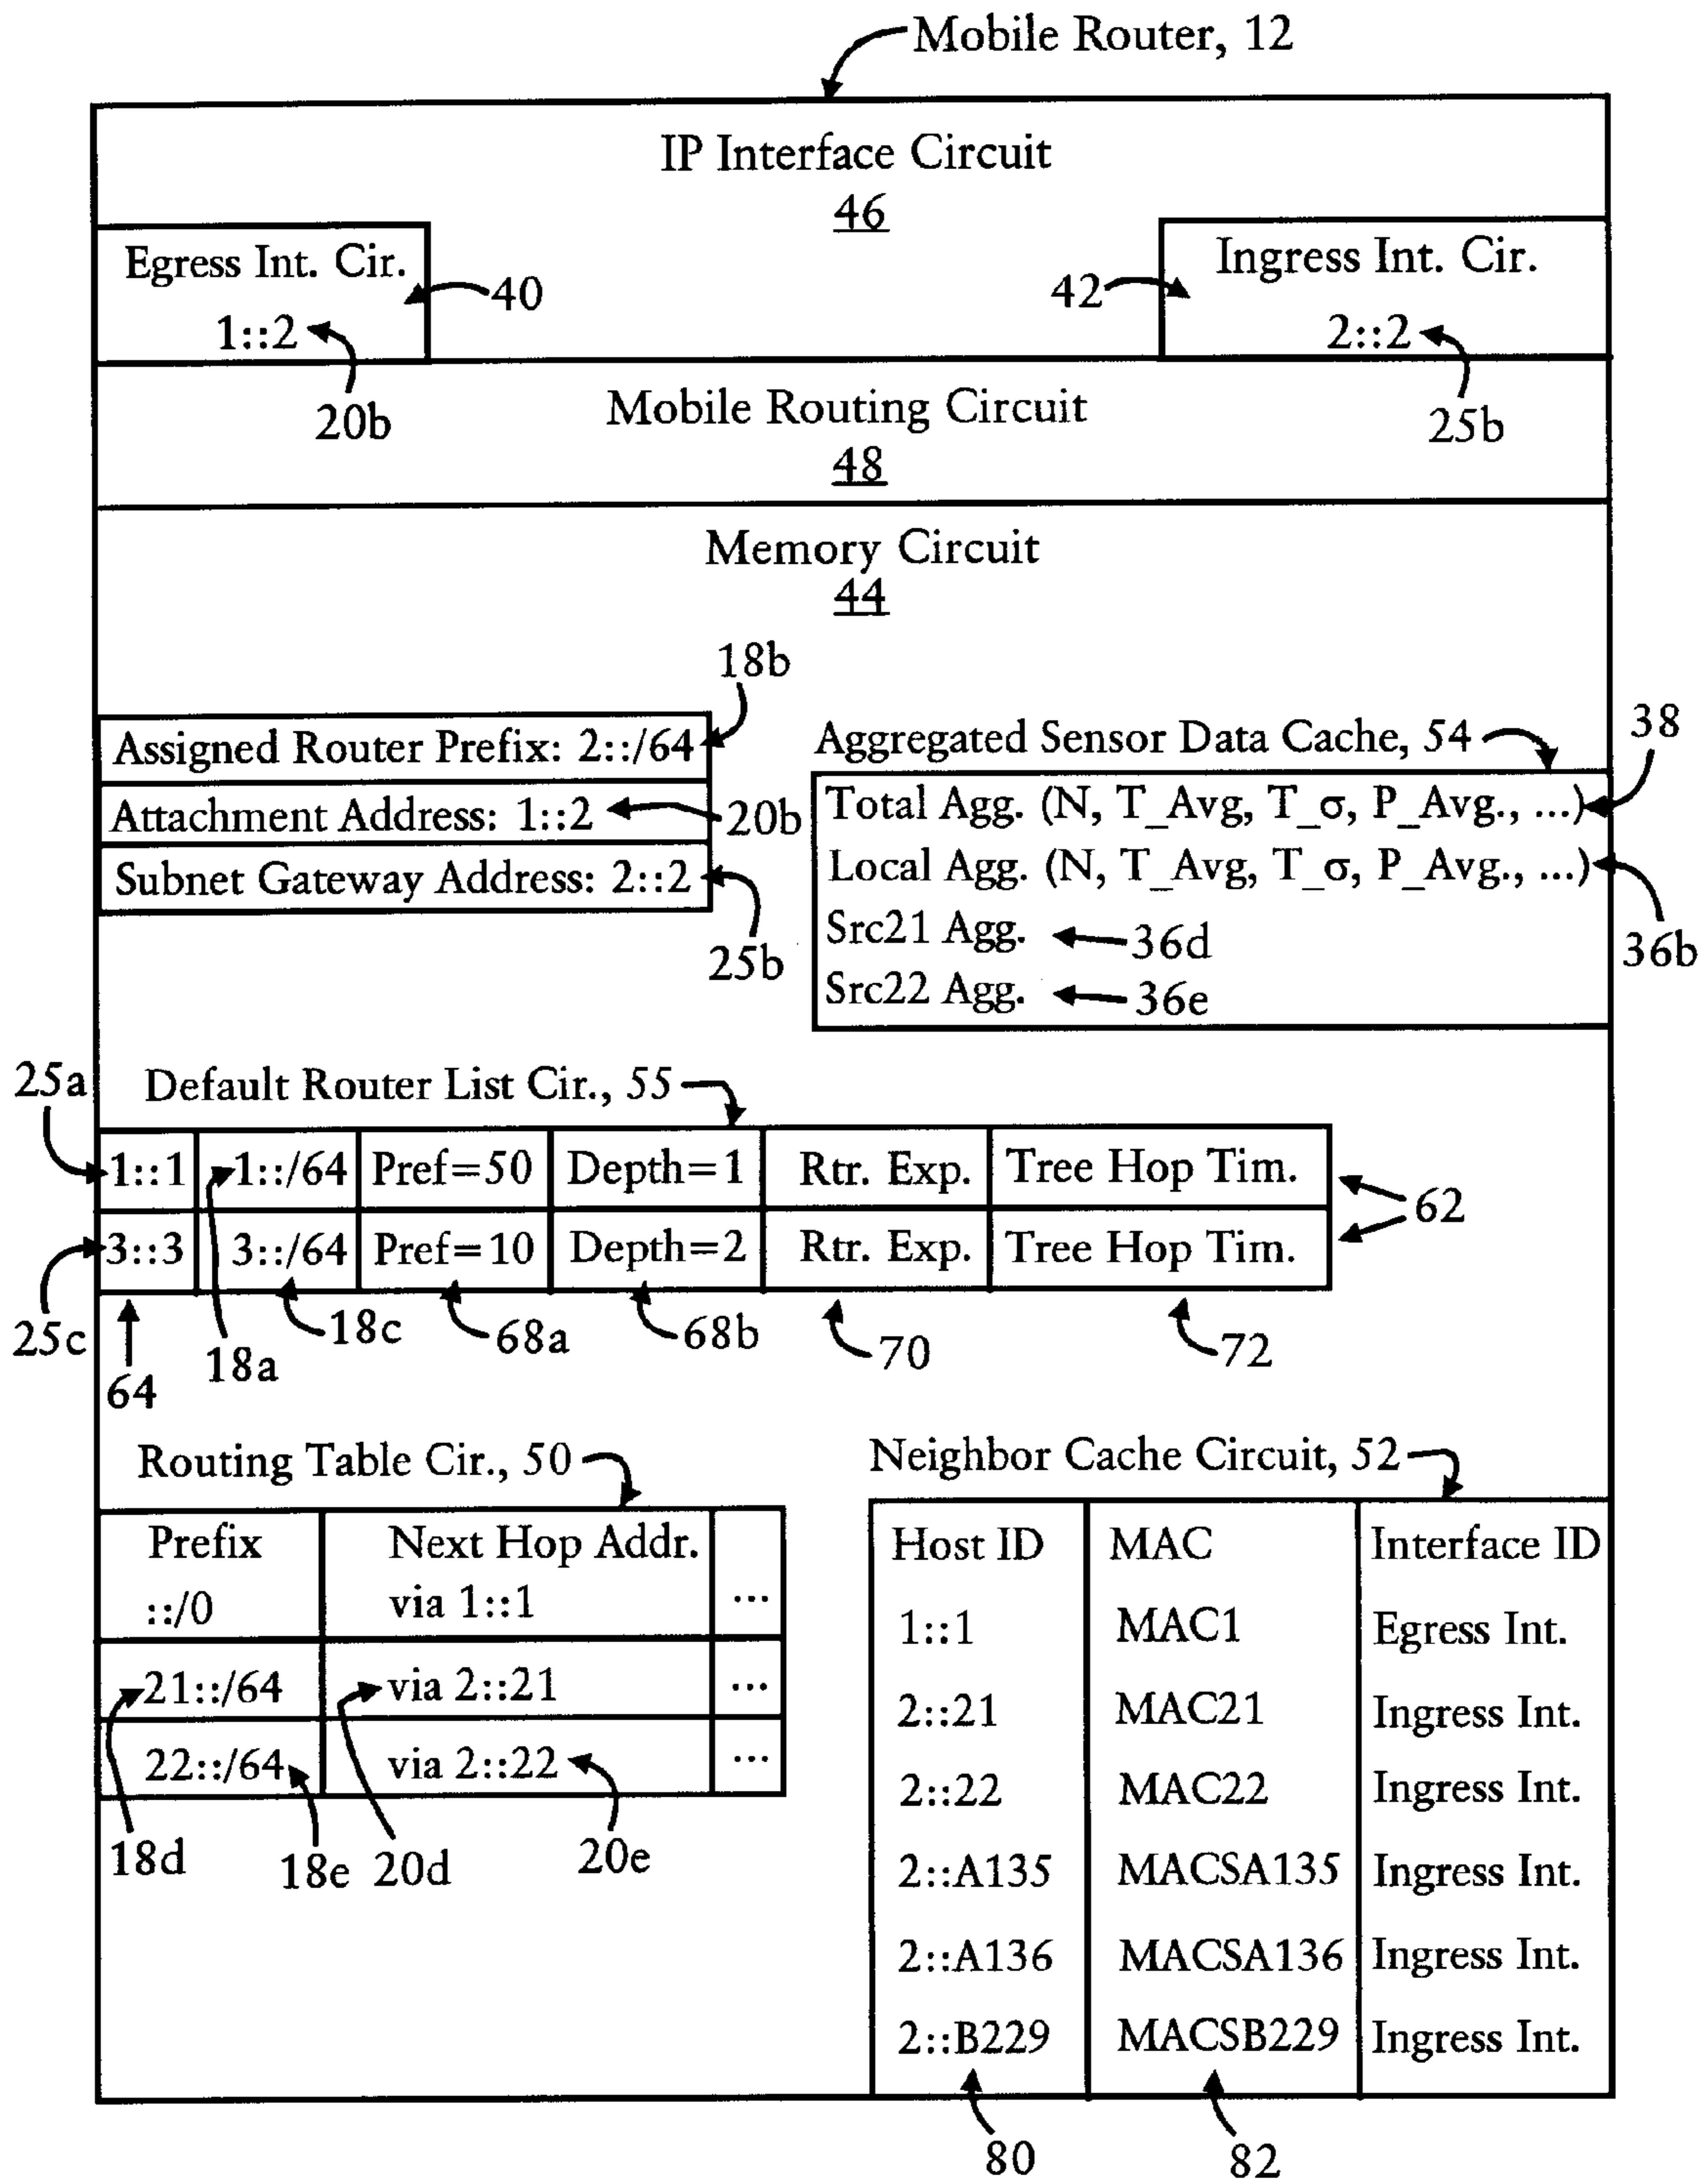 Mobile Router, 12
IP Interface Circuit
46
Egress Int. Cir.
40
1::2
20b
42
Ingress Int. Cir.
2::2
25b
Mobile Routing Circuit
48
Memory Circuit
44
18b
Assigned Router Prefix: 2::/64
Attachment Address: 1::2
20b
Subnet Gateway Address: 2::2
25b
Aggregated Sensor Data Cache, 54
38
Total Agg. (N, T_Avg, T_σ, P_Avg., ...)
Local Agg. (N, T_Avg, T_σ, P_Avg., ...)
36b
Src21 Agg.
36d
Src22 Agg.
36e
25a
Default Router List Cir., 55
1::1 1::/64 Pref=50 Depth=1 Rtr. Exp. Tree Hop Tim.
62
3::3 3::/64 Pref=10 Depth=2 Rtr. Exp. Tree Hop Tim.
25c
64
18a
18c
68a
68b
70
72
Routing Table Cir., 50
Prefix Next Hop Addr.
::/0 via 1::1 ...
21::/64 via 2::21 ...
22::/64 via 2::22 ...
18d
18e
20d
20e
Neighbor Cache Circuit, 52
Host ID MAC Interface ID
1::1 MAC1 Egress Int.
2::21 MAC21 Ingress Int.
2::22 MAC22 Ingress Int.
2::A135 MACSA135 Ingress Int.
2::A136 MACSA136 Ingress Int.
2::B229 MACSB229 Ingress Int.
80
82